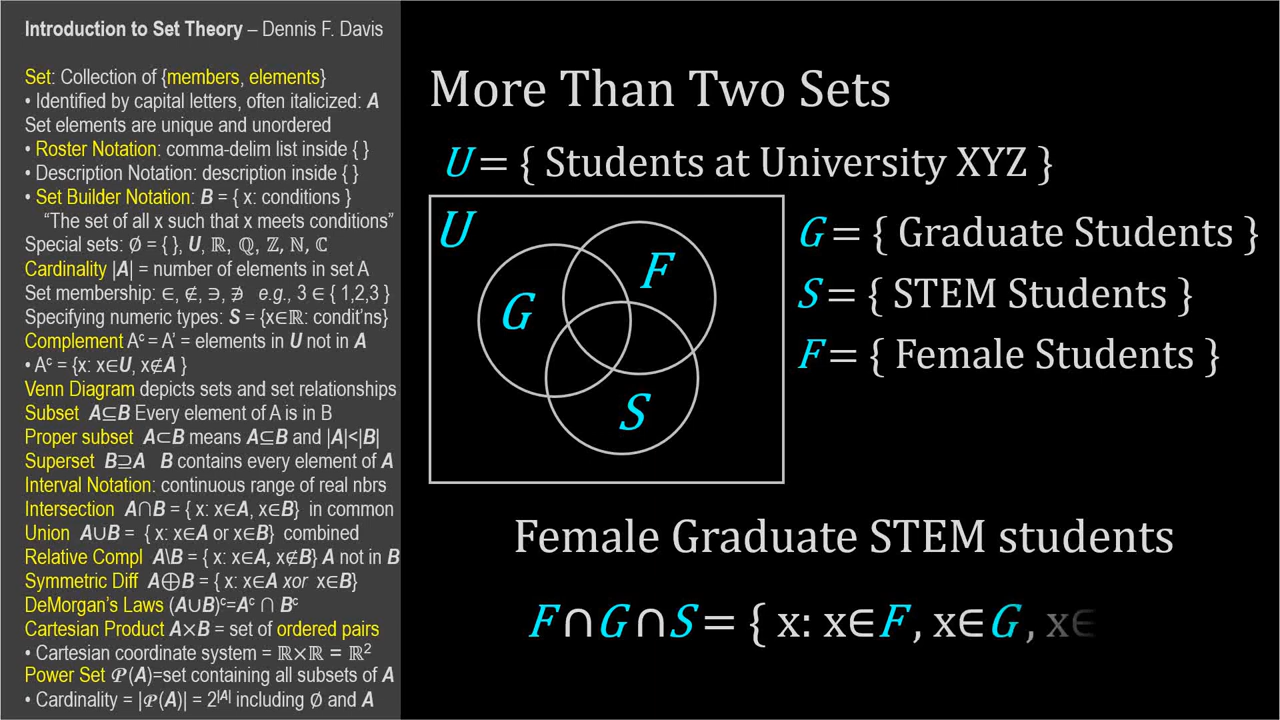 Introduction to Set Theory – Dennis F. Davis
Set: Collection of {members, elements}
• Identified by capital letters, often italicized: A
Set elements are unique and unordered
• Roster Notation: comma-delim list inside { }
• Description Notation: description inside { }
• Set Builder Notation: B = { x: conditions }
“The set of all x such that x meets conditions”
Special sets: ∅ = { }, U, ℝ, ℚ, ℤ, ℕ, ℂ
Cardinality |A| = number of elements in set A
Set membership: ∈, ∉, ∋, ∌ e.g., 3 ∈ { 1,2,3 }
Specifying numeric types: S = {x∈ℝ: condit’ns}
Complement Aᶜ = A’ = elements in U not in A
• Aᶜ = {x: x∈U, x∉A }
Venn Diagram depicts sets and set relationships
Subset A⊆B Every element of A is in B
Proper subset A⊂B means A⊆B and |A|<|B|
Superset B⊇A B contains every element of A
Interval Notation: continuous range of real nbrs
Intersection A∩B = { x: x∈A, x∈B} in common
Union A∪B = { x: x∈A or x∈B} combined
Relative Compl A\B = { x: x∈A, x∉B} A not in B
Symmetric Diff A⊕B = { x: x∈A xor x∈B}
DeMorgan’s Laws (A∪B)ᶜ=Aᶜ ∩ Bᶜ
Cartesian Product A×B = set of ordered pairs
• Cartesian coordinate system = ℝ×ℝ = ℝ²
Power Set 𝒫(A)=set containing all subsets of A
• Cardinality = |𝒫(A)| = 2^|A| including ∅ and A
More Than Two Sets
U = { Students at University XYZ }
U
G
F
S
G = { Graduate Students }
S = { STEM Students }
F = { Female Students }
Female Graduate STEM students
F∩G∩S = { x: x∈F, x∈G, x∈